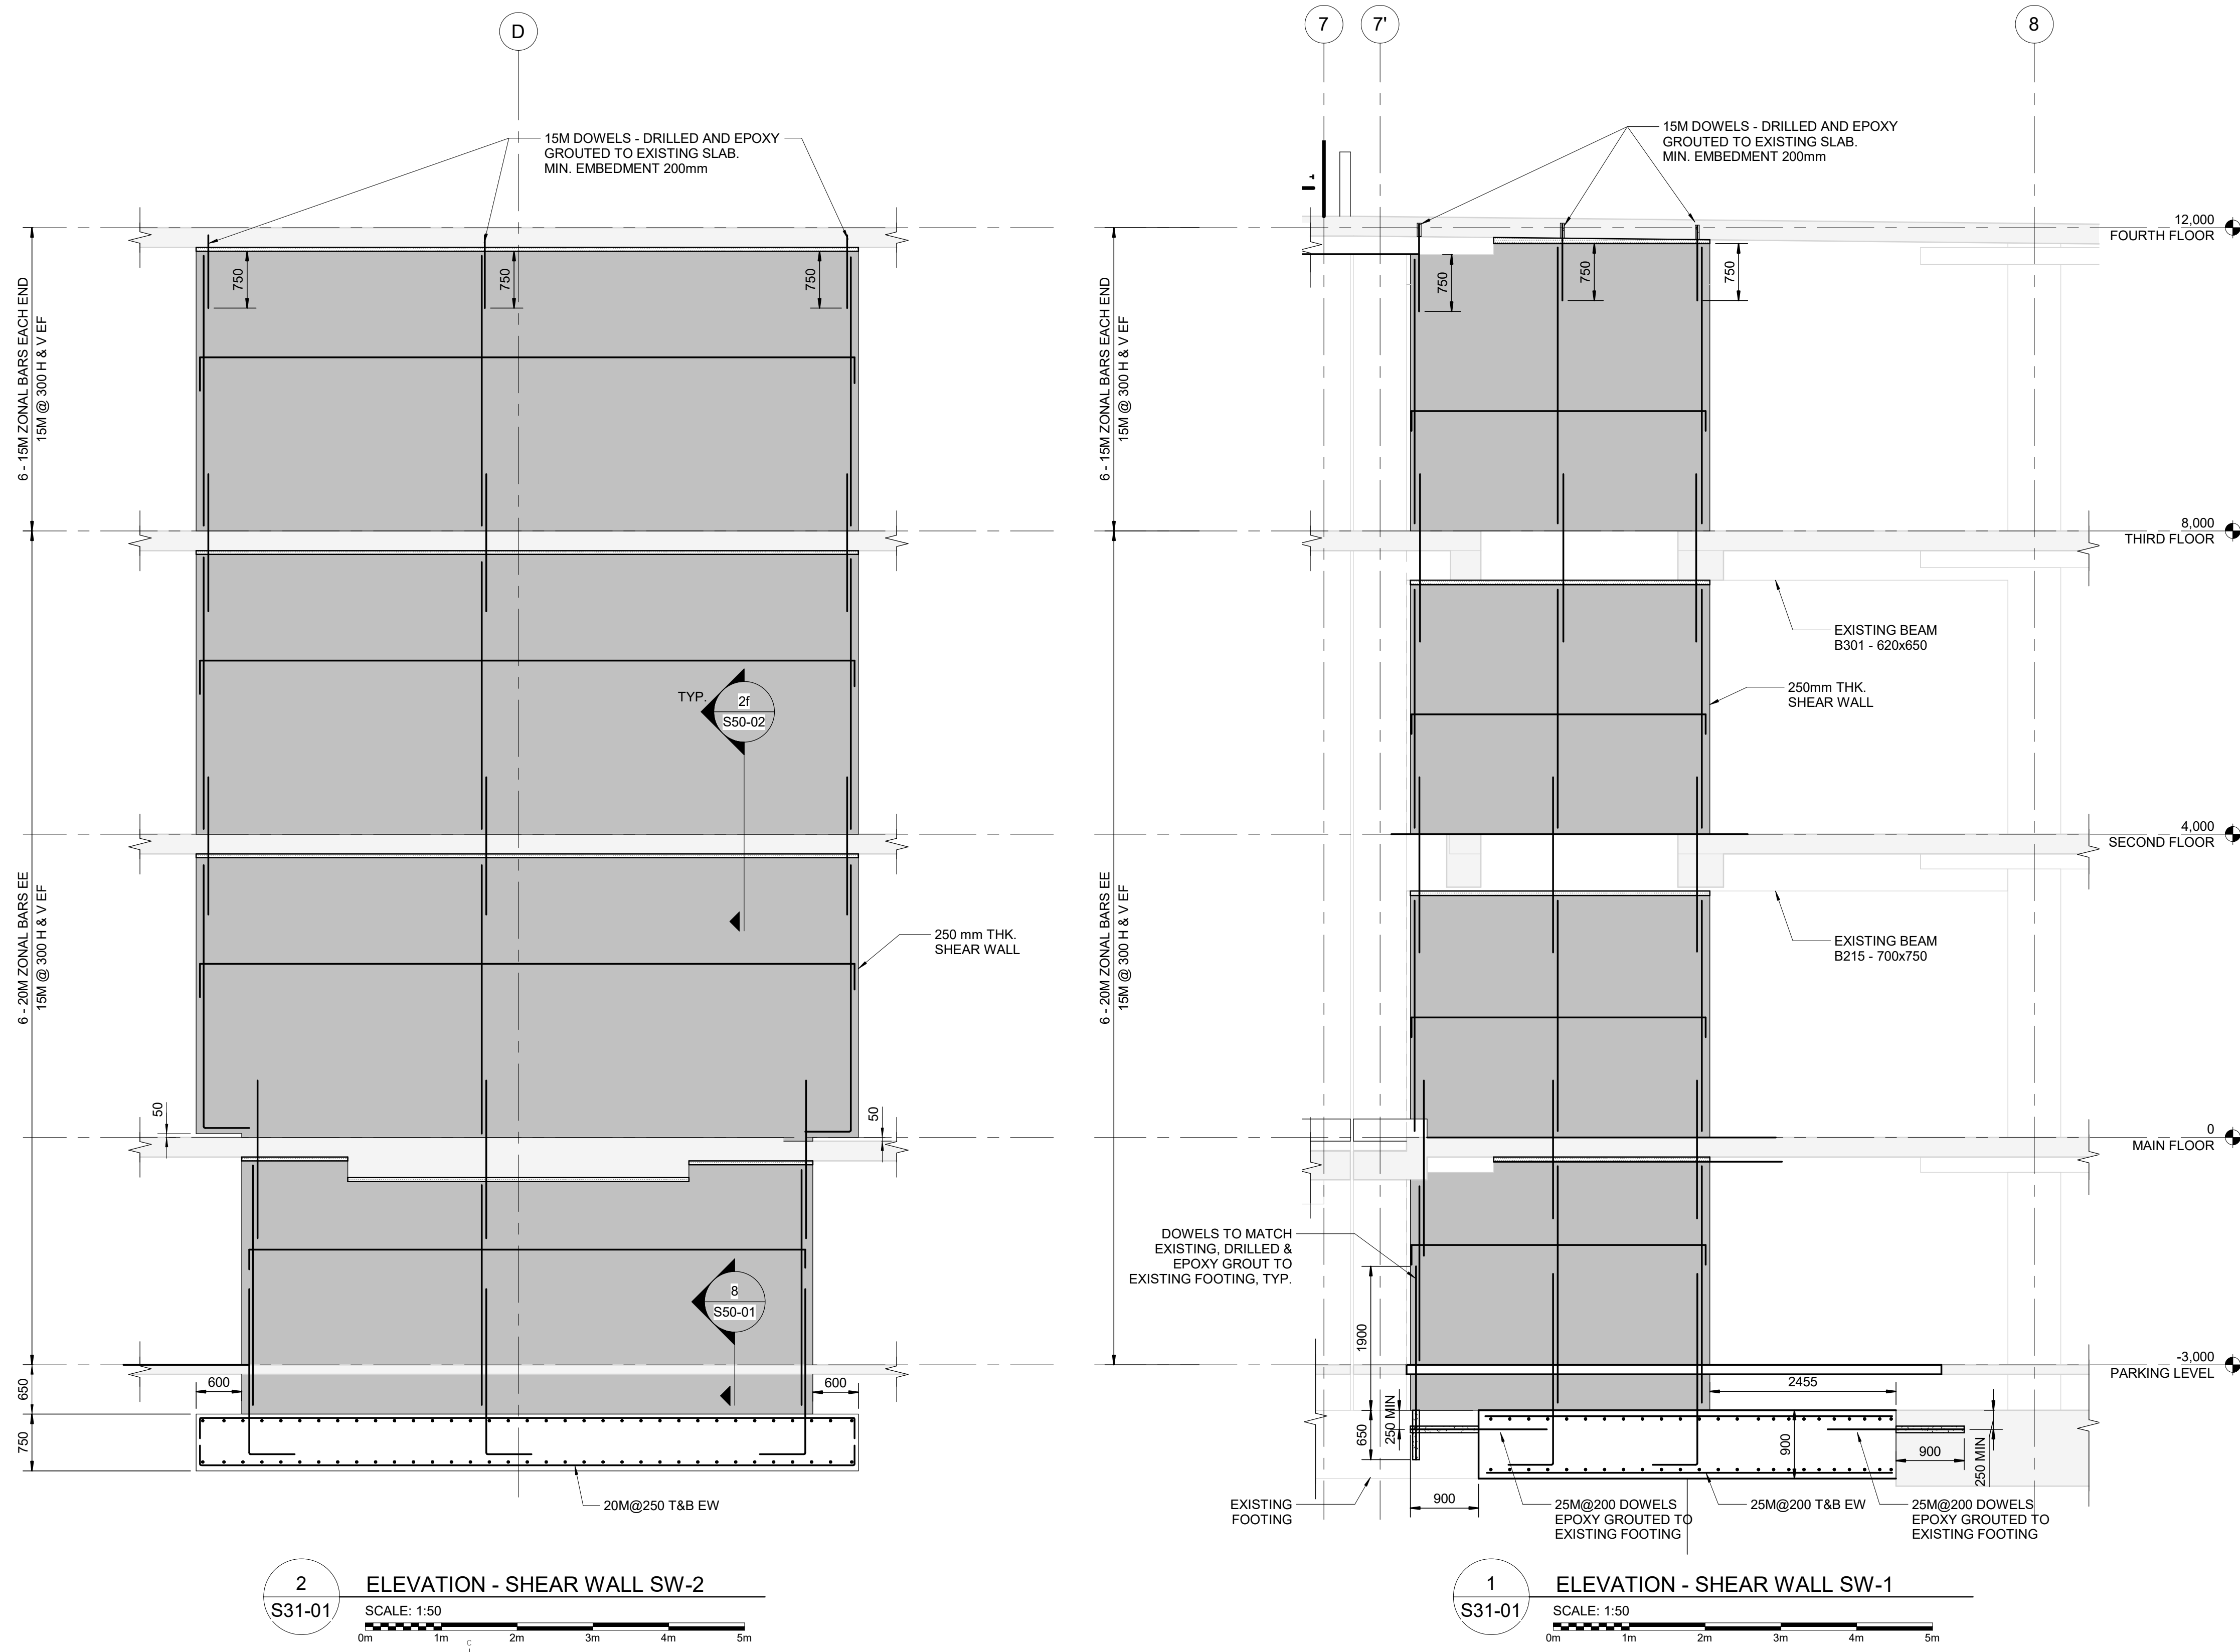 D
15M DOWELS - DRILLED AND EPOXY
GROUTED TO EXISTING SLAB.
MIN. EMBEDMENT 200mm
750
750
750
6 - 15M ZONAL BARS EACH END
15M @ 300 H & V EF
TYP.
2f
S50-02
6 - 20M ZONAL BARS EE
15M @ 300 H & V EF
250 mm THK.
SHEAR WALL
50
50
8
S50-01
650
600
600
750
20M@250 T&B EW
2
S31-01
ELEVATION - SHEAR WALL SW-2
SCALE: 1:50
0m 1m 2m 3m 4m 5m
C
7
7'
8
15M DOWELS - DRILLED AND EPOXY
GROUTED TO EXISTING SLAB.
MIN. EMBEDMENT 200mm
12,000
FOURTH FLOOR
750
750
750
6 - 15M ZONAL BARS EACH END
15M @ 300 H & V EF
8,000
THIRD FLOOR
EXISTING BEAM
B301 - 620x650
250mm THK.
SHEAR WALL
4,000
SECOND FLOOR
6 - 20M ZONAL BARS EE
15M @ 300 H & V EF
EXISTING BEAM
B215 - 700x750
0
MAIN FLOOR
DOWELS TO MATCH
EXISTING, DRILLED &
EPOXY GROUT TO
EXISTING FOOTING, TYP.
1900
-3,000
PARKING LEVEL
2455
650
250 MIN
900
900
250 MIN
900
EXISTING
FOOTING
25M@200 DOWELS
EPOXY GROUTED TO
EXISTING FOOTING
25M@200 T&B EW
25M@200 DOWELS
EPOXY GROUTED TO
EXISTING FOOTING
1
S31-01
ELEVATION - SHEAR WALL SW-1
SCALE: 1:50
0m 1m 2m 3m 4m 5m